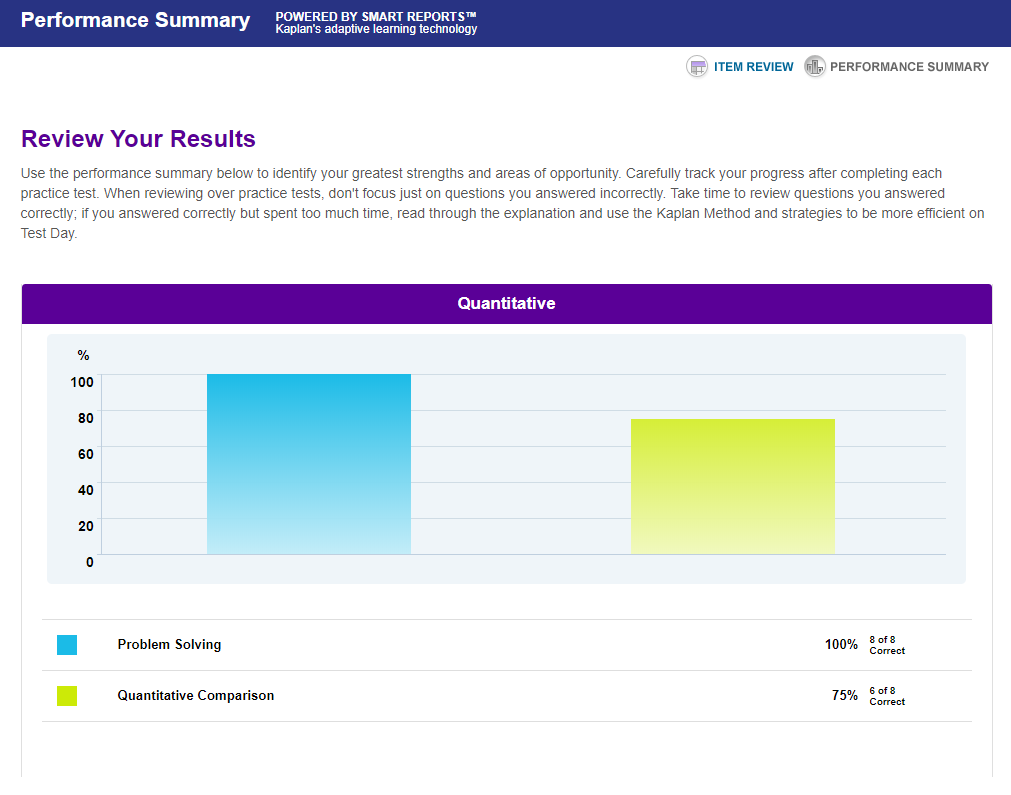 Performance Summary
POWERED BY SMART REPORTS™
Kaplan's adaptive learning technology
ITEM REVIEW
PERFORMANCE SUMMARY
Review Your Results
Use the performance summary below to identify your greatest strengths and areas of opportunity. Carefully track your progress after completing each
practice test. When reviewing over practice tests, don't focus just on questions you answered incorrectly. Take time to review questions you answered
correctly; if you answered correctly but spent too much time, read through the explanation and use the Kaplan Method and strategies to be more efficient on
Test Day.
Quantitative
%
100
80
60
40
20
0
Problem Solving
100%
8 of 8
Correct
Quantitative Comparison
75%
6 of 8
Correct